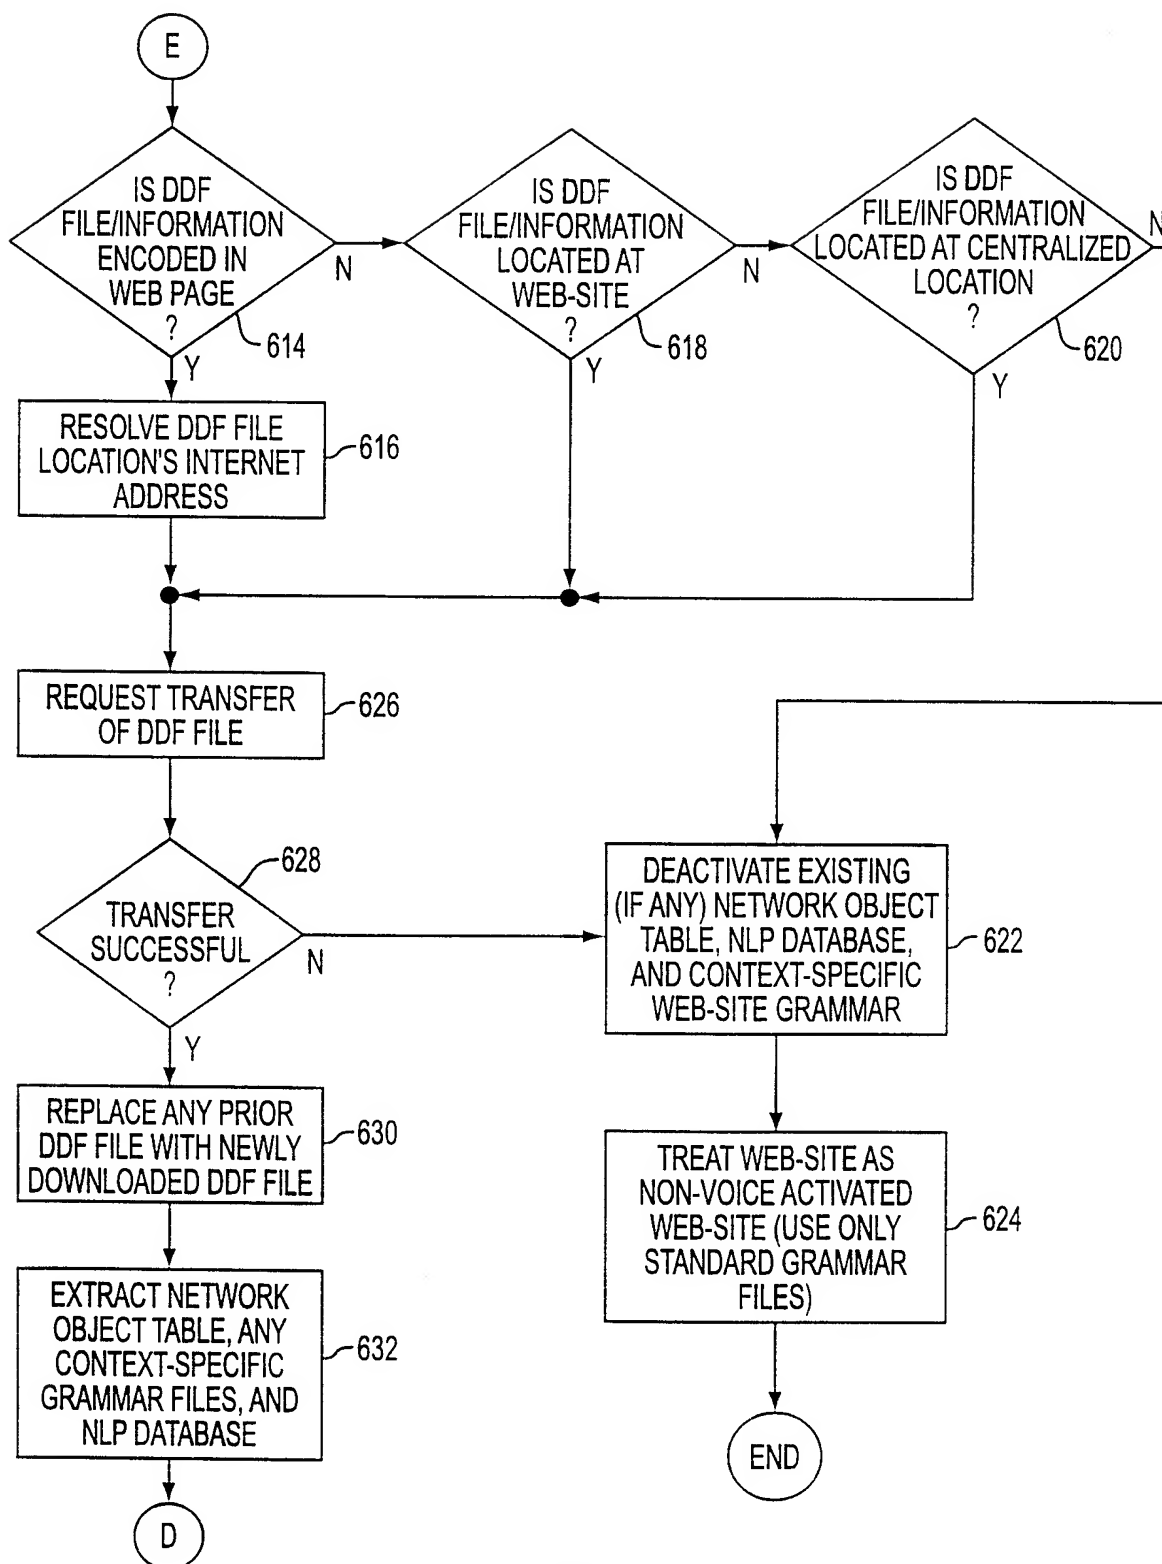 E
IS DDF
FILE/INFORMATION
ENCODED IN
WEB PAGE
?
614
N
Y
IS DDF
FILE/INFORMATION
LOCATED AT
WEB-SITE
?
618
N
Y
IS DDF
FILE/INFORMATION
LOCATED AT CENTRALIZED
LOCATION
?
620
N
Y
RESOLVE DDF FILE
LOCATION'S INTERNET
ADDRESS
616
REQUEST TRANSFER
OF DDF FILE
626
TRANSFER
SUCCESSFUL
?
628
N
Y
DEACTIVATE EXISTING
(IF ANY) NETWORK OBJECT
TABLE, NLP DATABASE,
AND CONTEXT-SPECIFIC
WEB-SITE GRAMMAR
622
REPLACE ANY PRIOR
DDF FILE WITH NEWLY
DOWNLOADED DDF FILE
630
TREAT WEB-SITE AS
NON-VOICE ACTIVATED
WEB-SITE (USE ONLY
STANDARD GRAMMAR
FILES)
624
EXTRACT NETWORK
OBJECT TABLE, ANY
CONTEXT-SPECIFIC
GRAMMAR FILES, AND
NLP DATABASE
632
END
D